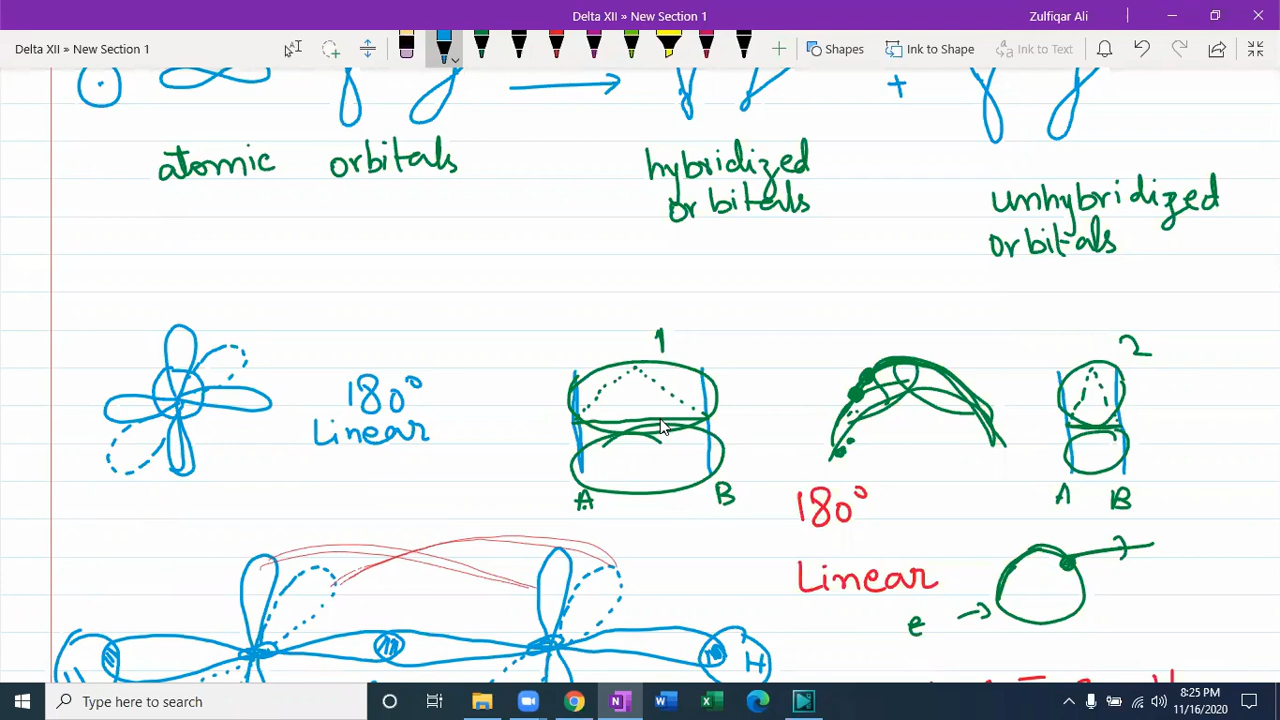 Delta XII » New Section 1
Zulfiqar Ali
Delta XII » New Section 1
Shapes
Ink to Shape
Ink to Text
+
atomic orbitals
hybridized
orbitals
unhybridized
orbitals
1
2
180°
Linear
A B
A B
180°
Linear
e
H
Type here to search
8:25 PM
11/16/2020